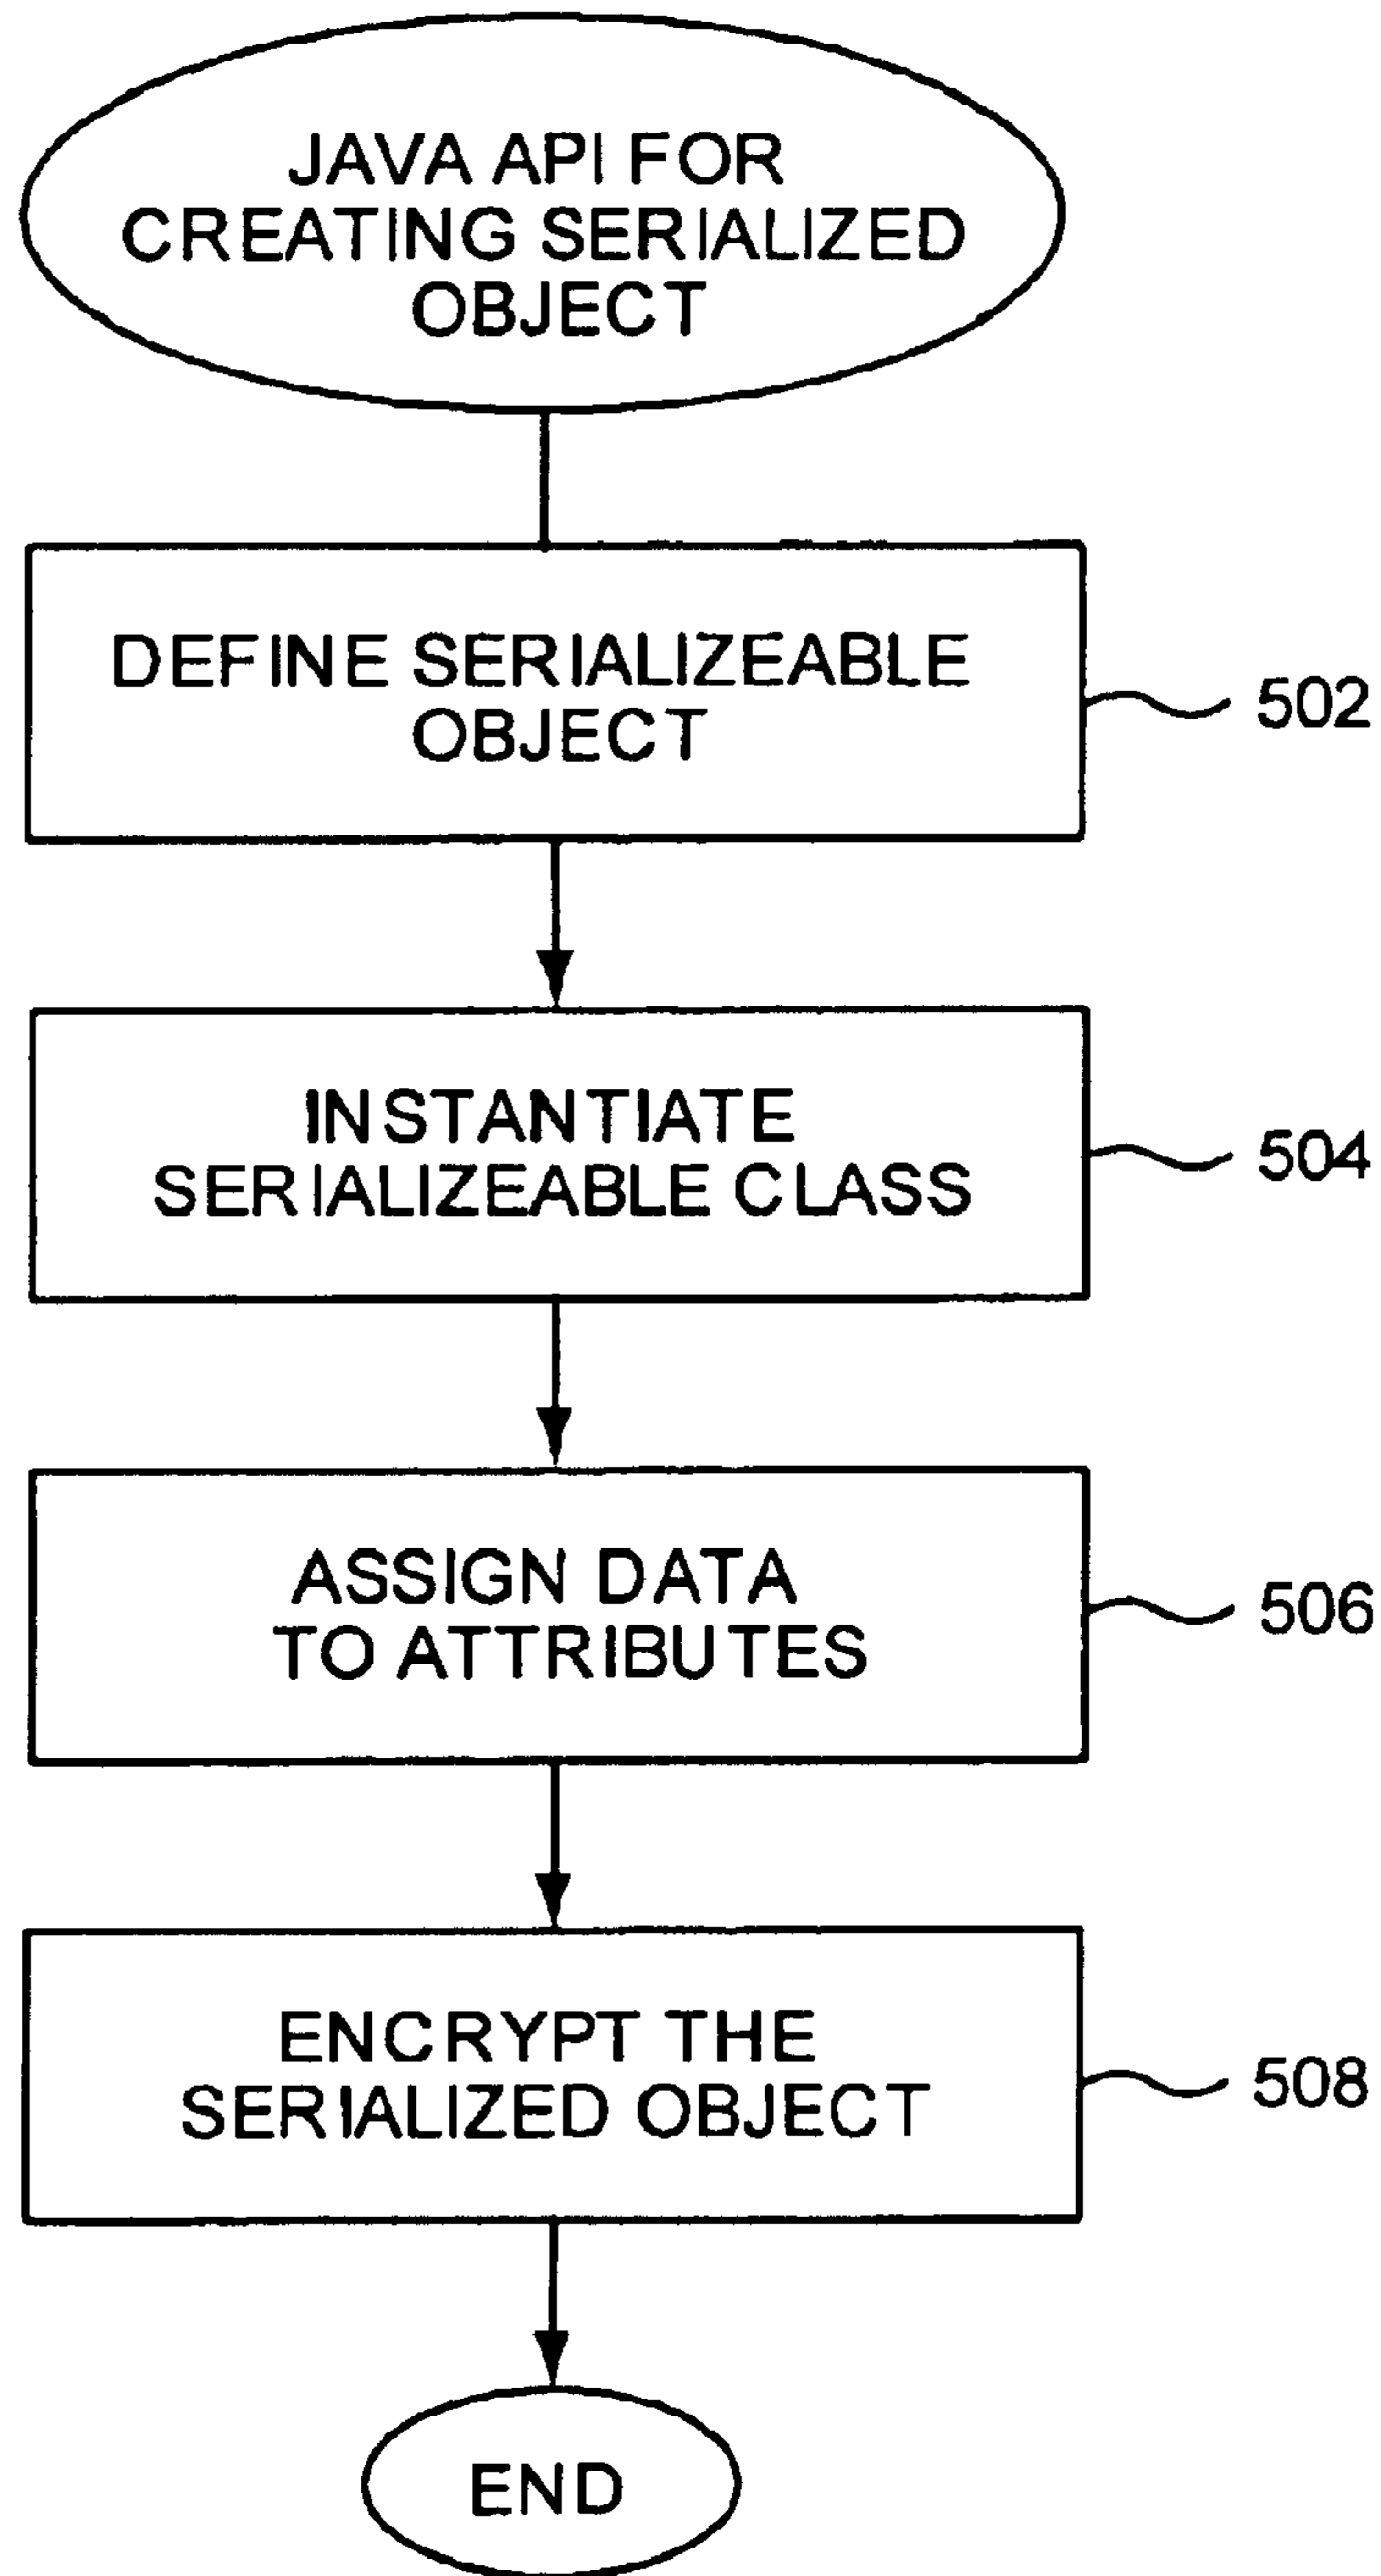 JAVA API FOR
CREATING SERIALIZED
OBJECT
DEFINE SERIALIZEABLE
OBJECT
502
INSTANTIATE
SERIALIZEABLE CLASS
504
ASSIGN DATA
TO ATTRIBUTES
506
ENCRYPT THE
SERIALIZED OBJECT
508
END